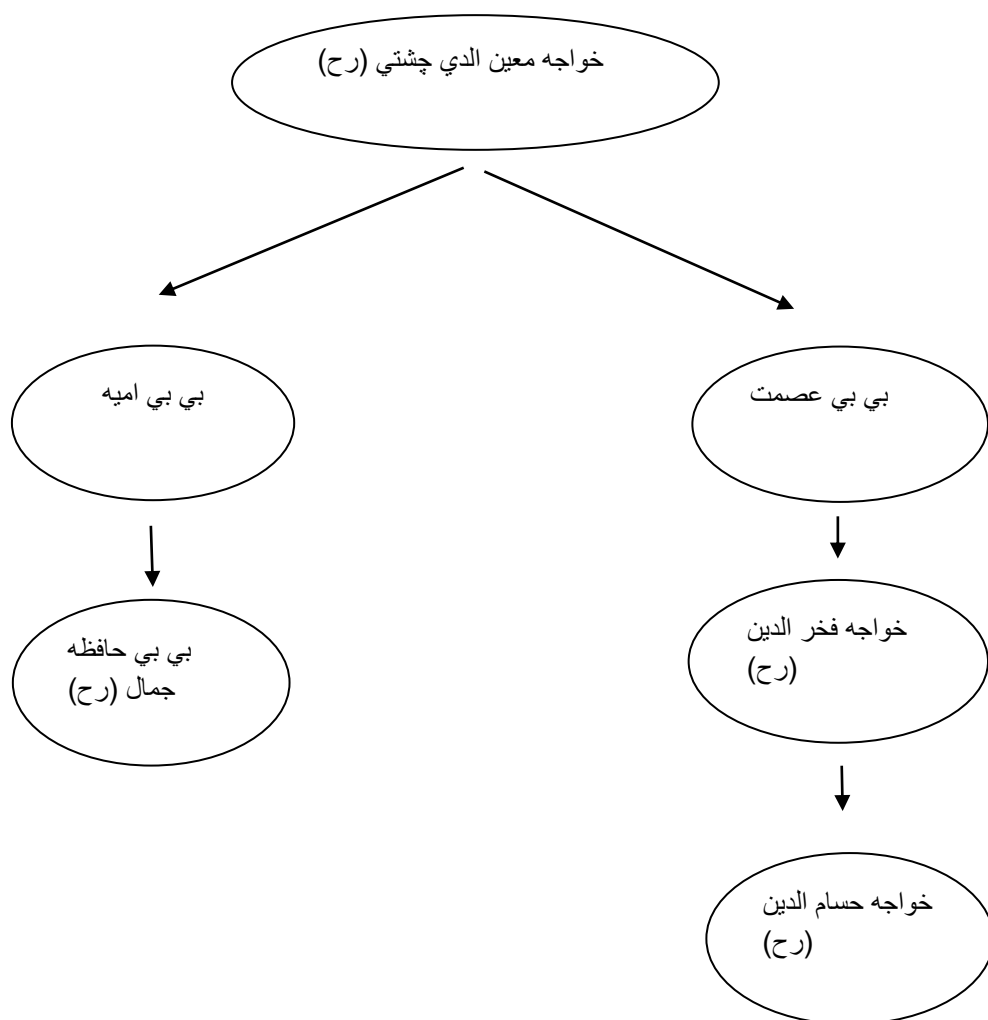 خواجه معين الدي چشتي (رح)
بي بي عصمت
بي بي اميه
خواجه فخر الدين
(رح)
بي بي حافظه
جمال (رح)
خواجه حسام الدين
(رح)